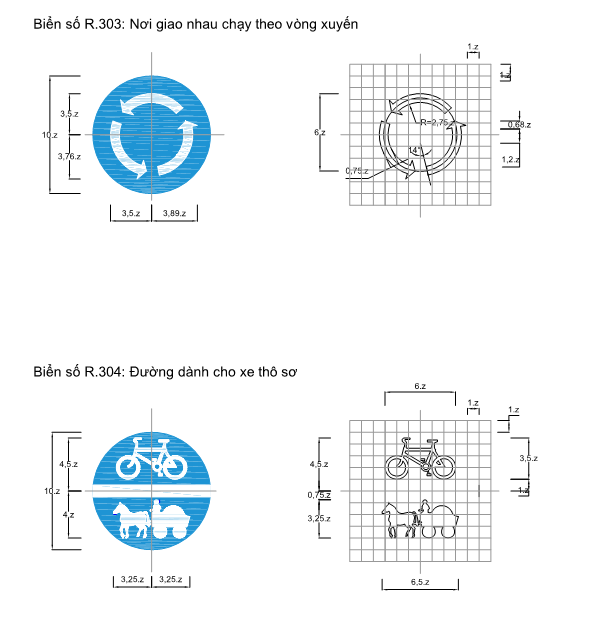 Biển số R.303: Nơi giao nhau chạy theo vòng xuyến
1.z
1.z
3,5.z
10.z
3,76.z
3,5.z
3,89.z
6.z
R=2,75.z
0,68.z
14°
1,2.z
0,75.z
Biển số R.304: Đường dành cho xe thô sơ
6.z
1.z
1.z
4,5.z
10.z
4.z
3,25.z
3,25.z
4,5.z
3,5.z
0,75.z
1.z
3,25.z
6,5.z